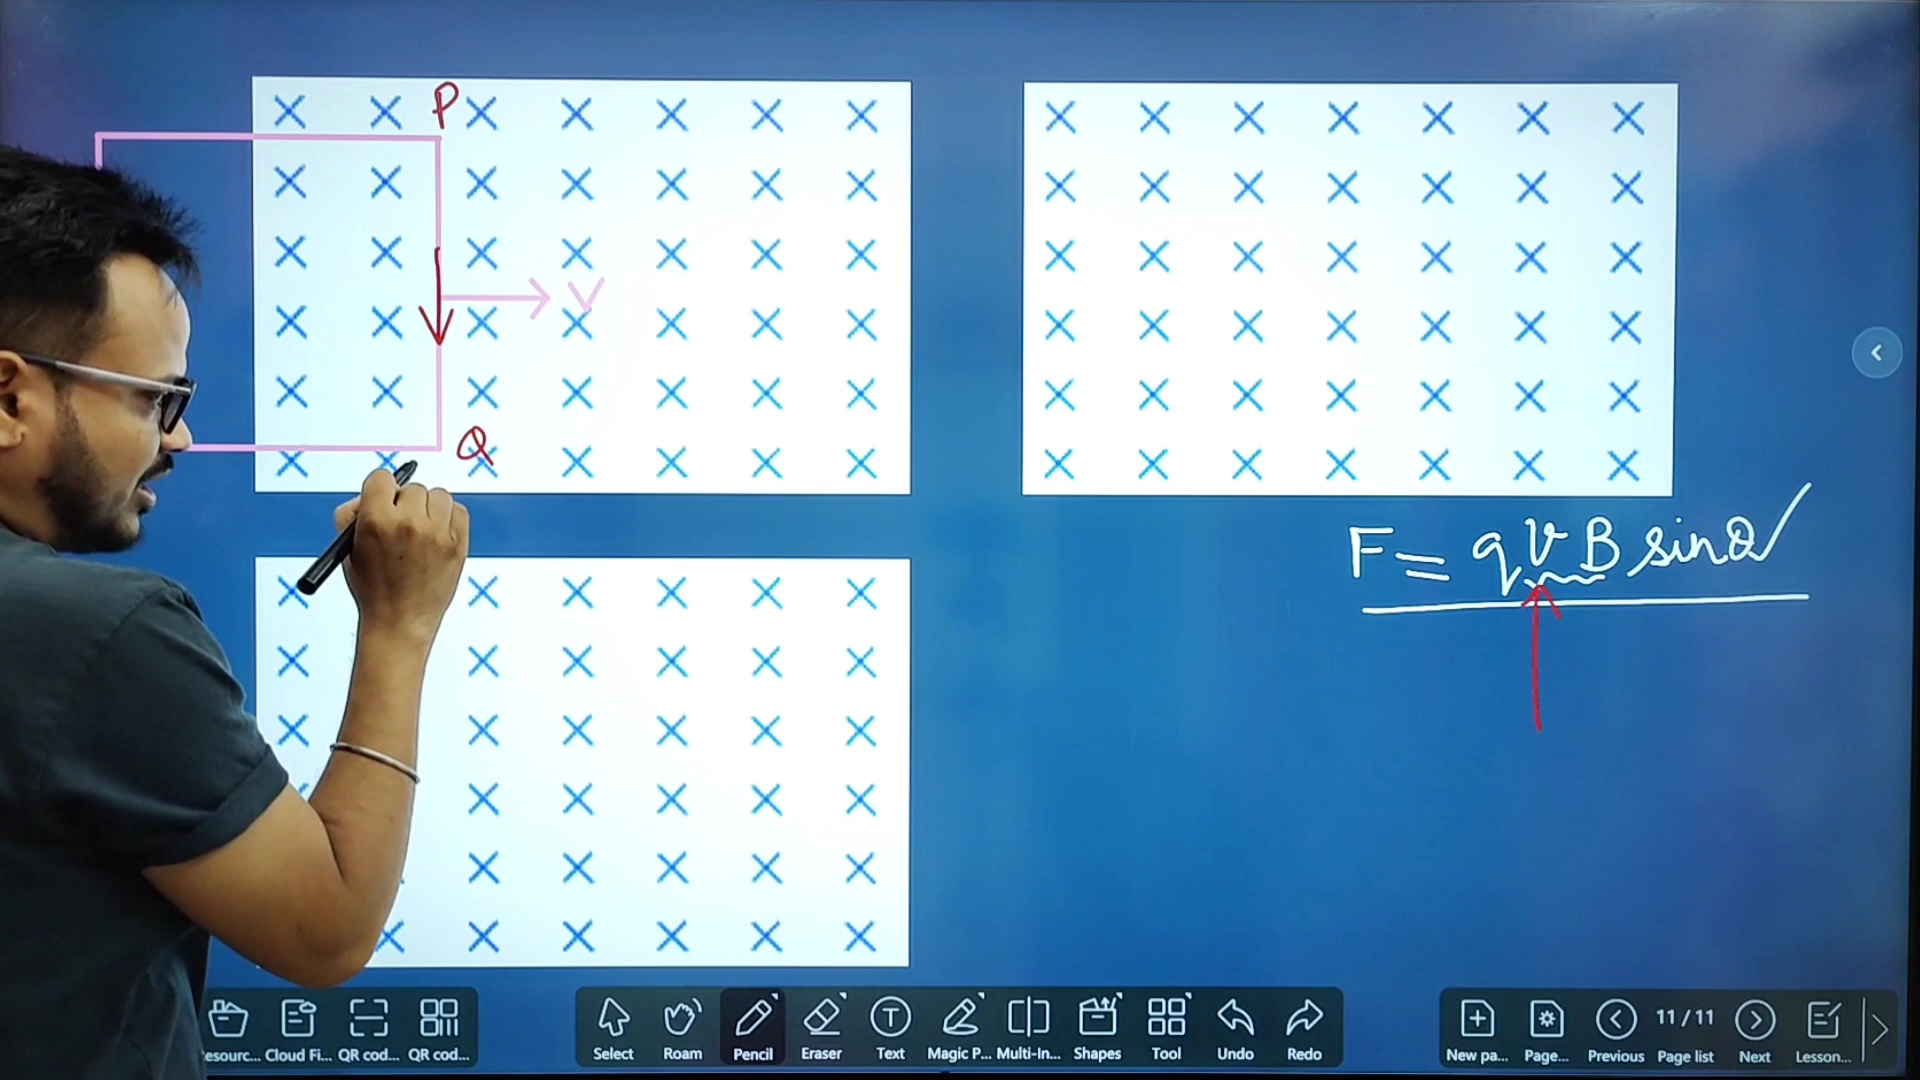 P
V
Q
F = qvB sinθ
esourc... Cloud Fi... QR cod... QR cod...
Select Roam Pencil Eraser Text Magic P... Multi-In... Shapes Tool Undo Redo
11/11
New pa... Page... Previous Page list Next Lesson...